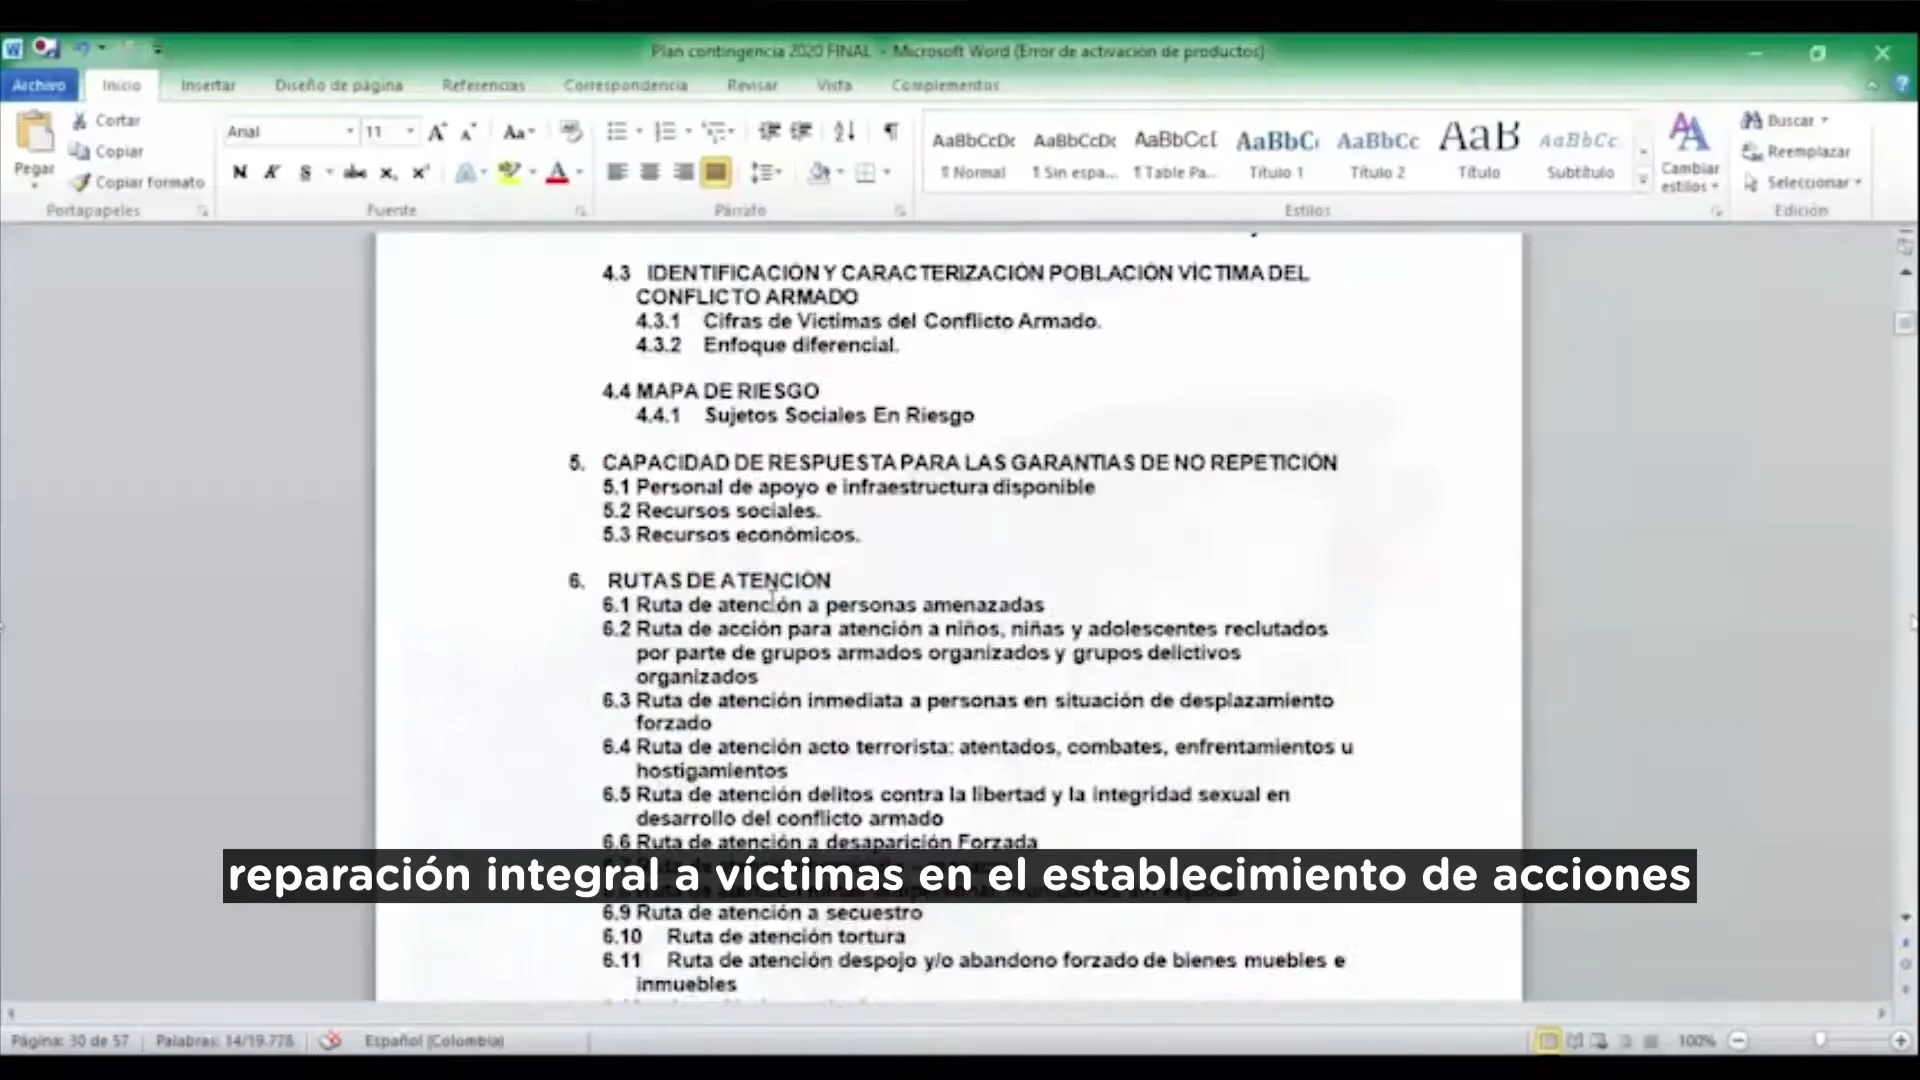 Plan contingencia 2020 FINAL - Microsoft Word (Error de activación de productos)
Archivo Inicio Insertar Diseño de página Referencias Correspondencia Revisar Vista Complementos
Pegar
Cortar
Copiar
Copiar formato
Portapapeles
Arial 11
N K S abc x, x'
Fuente
Párrafo
AaBbCcDc AaBbCcDc AaBbCcI AaBbC AaBbCc AaB AaBbCc
¶ Normal ¶ Sin espa... ¶ Table Pa... Título 1 Título 2 Título Subtítulo
Estilos
Cambiar estilos
Buscar
Reemplazar
Seleccionar
Edición
4.3 IDENTIFICACIÓN Y CARACTERIZACIÓN POBLACIÓN VÍCTIMA DEL
CONFLICTO ARMADO
4.3.1 Cifras de Victimas del Conflicto Armado.
4.3.2 Enfoque diferencial.
4.4 MAPA DE RIESGO
4.4.1 Sujetos Sociales En Riesgo
5. CAPACIDAD DE RESPUESTA PARA LAS GARANTIAS DE NO REPETICIÓN
5.1 Personal de apoyo e infraestructura disponible
5.2 Recursos sociales.
5.3 Recursos económicos.
6. RUTAS DE ATENCIÓN
6.1 Ruta de atención a personas amenazadas
6.2 Ruta de acción para atención a niños, niñas y adolescentes reclutados
por parte de grupos armados organizados y grupos delictivos
organizados
6.3 Ruta de atención inmediata a personas en situación de desplazamiento
forzado
6.4 Ruta de atención acto terrorista: atentados, combates, enfrentamientos u
hostigamientos
6.5 Ruta de atención delitos contra la libertad y la integridad sexual en
desarrollo del conflicto armado
6.6 Ruta de atención a desaparición Forzada
reparación integral a víctimas en el establecimiento de acciones
6.9 Ruta de atención a secuestro
6.10 Ruta de atención tortura
6.11 Ruta de atención despojo y/o abandono forzado de bienes muebles e
inmuebles
Página: 30 de 57 Palabras: 14/19.778 Español (Colombia) 100%